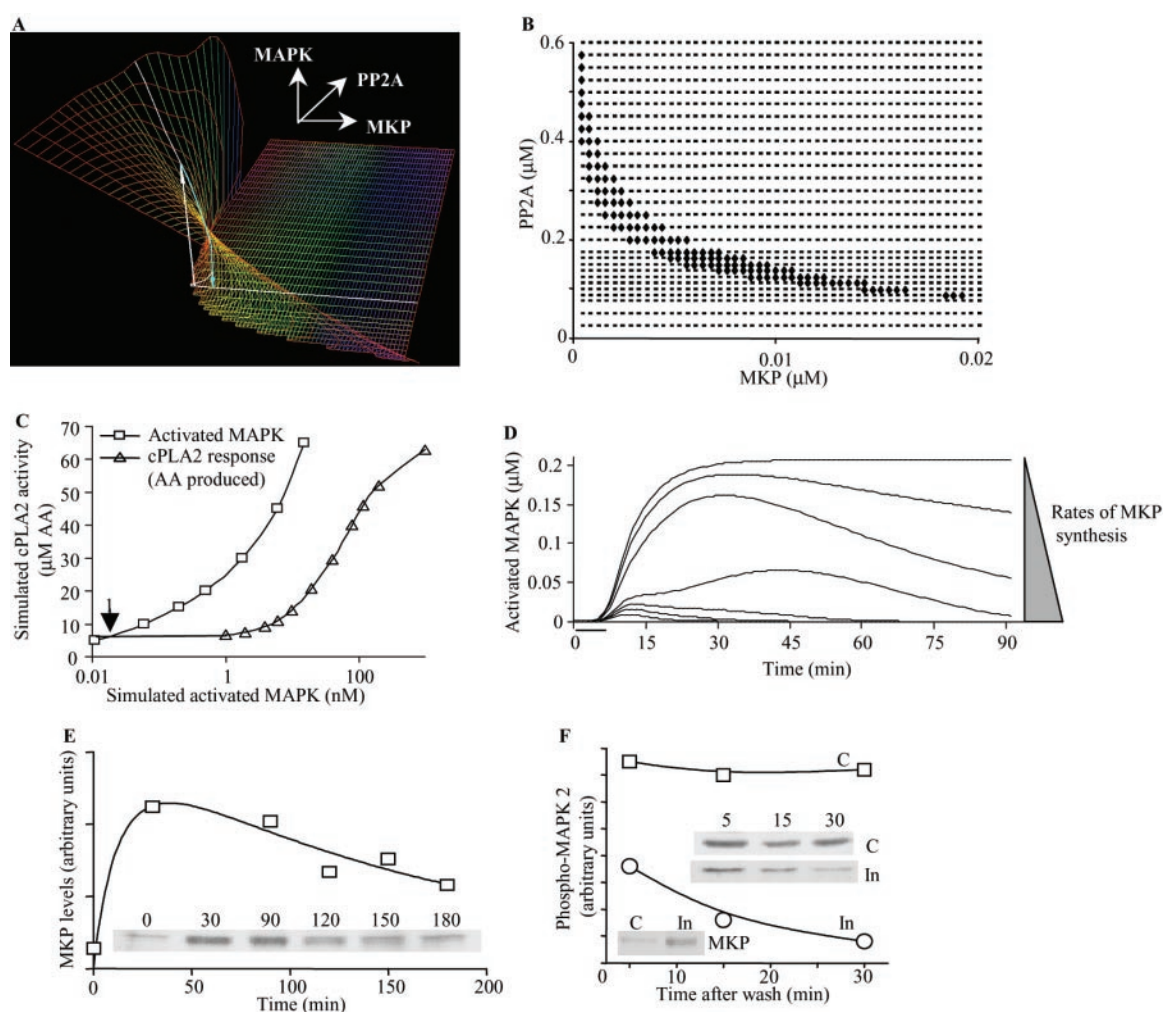 A
MAPK
PP2A
MKP
B
0.6
0.4
0.2
0
PP2A (μM)
0
0.01
0.02
MKP (μM)
C
70
60
50
40
30
20
10
0
Simulated cPLA2 activity
(μM AA)
Activated MAPK
cPLA2 response
(AA produced)
0.01
1
100
Simulated activated MAPK (nM)
D
0.2
0.15
0.1
0.05
0
Activated MAPK (μM)
0
15
30
45
60
75
90
Time (min)
Rates of MKP
synthesis
E
MKP levels (arbitrary units)
0 30 90 120 150 180
0
50
100
150
200
Time (min)
F
Phospho-MAPK 2
(arbitrary units)
C
5 15 30
C
In
C In
MKP
In
0
10
20
30
Time after wash (min)